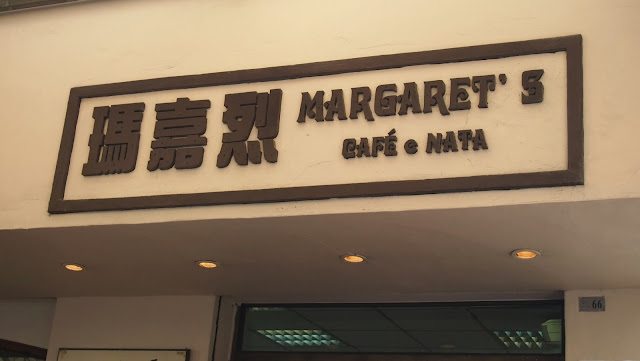 瑪嘉烈
MARGARET'S
CAFÉ e NATA
66